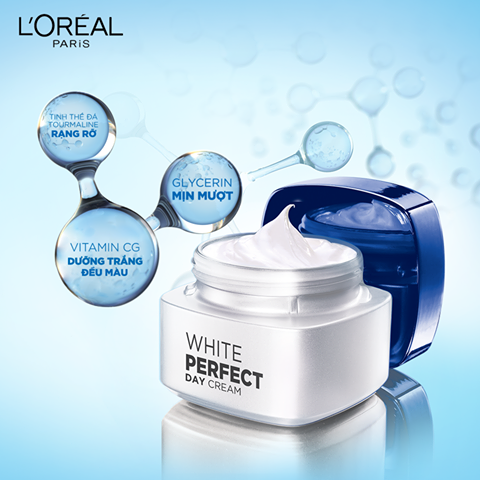 L'ORÉAL
PARIS
TINH THỂ ĐÁ
TOURMALINE
RẠNG RỠ
GLYCERIN
MỊN MƯỢT
VITAMIN CG
DƯỠNG TRẮNG
ĐỀU MÀU
WHITE
PERFECT
DAY CREAM